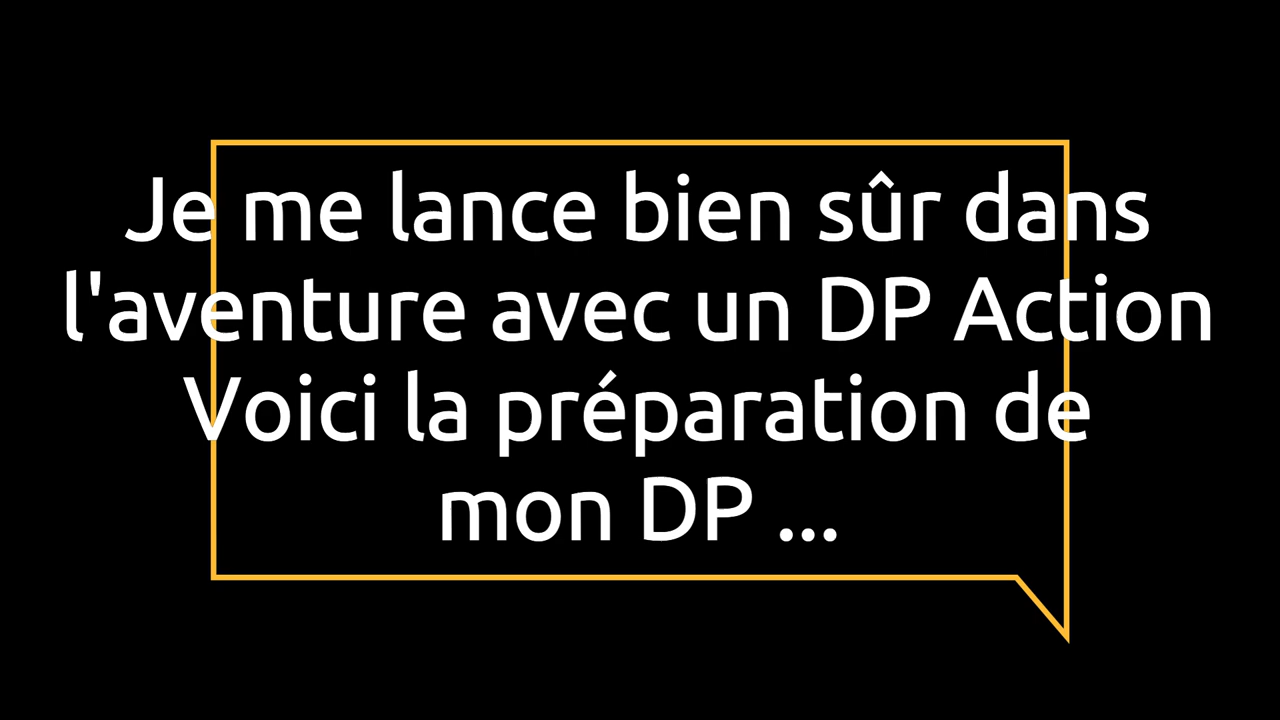 Je me lance bien sûr dans
l'aventure avec un DP Action
Voici la préparation de
mon DP ...